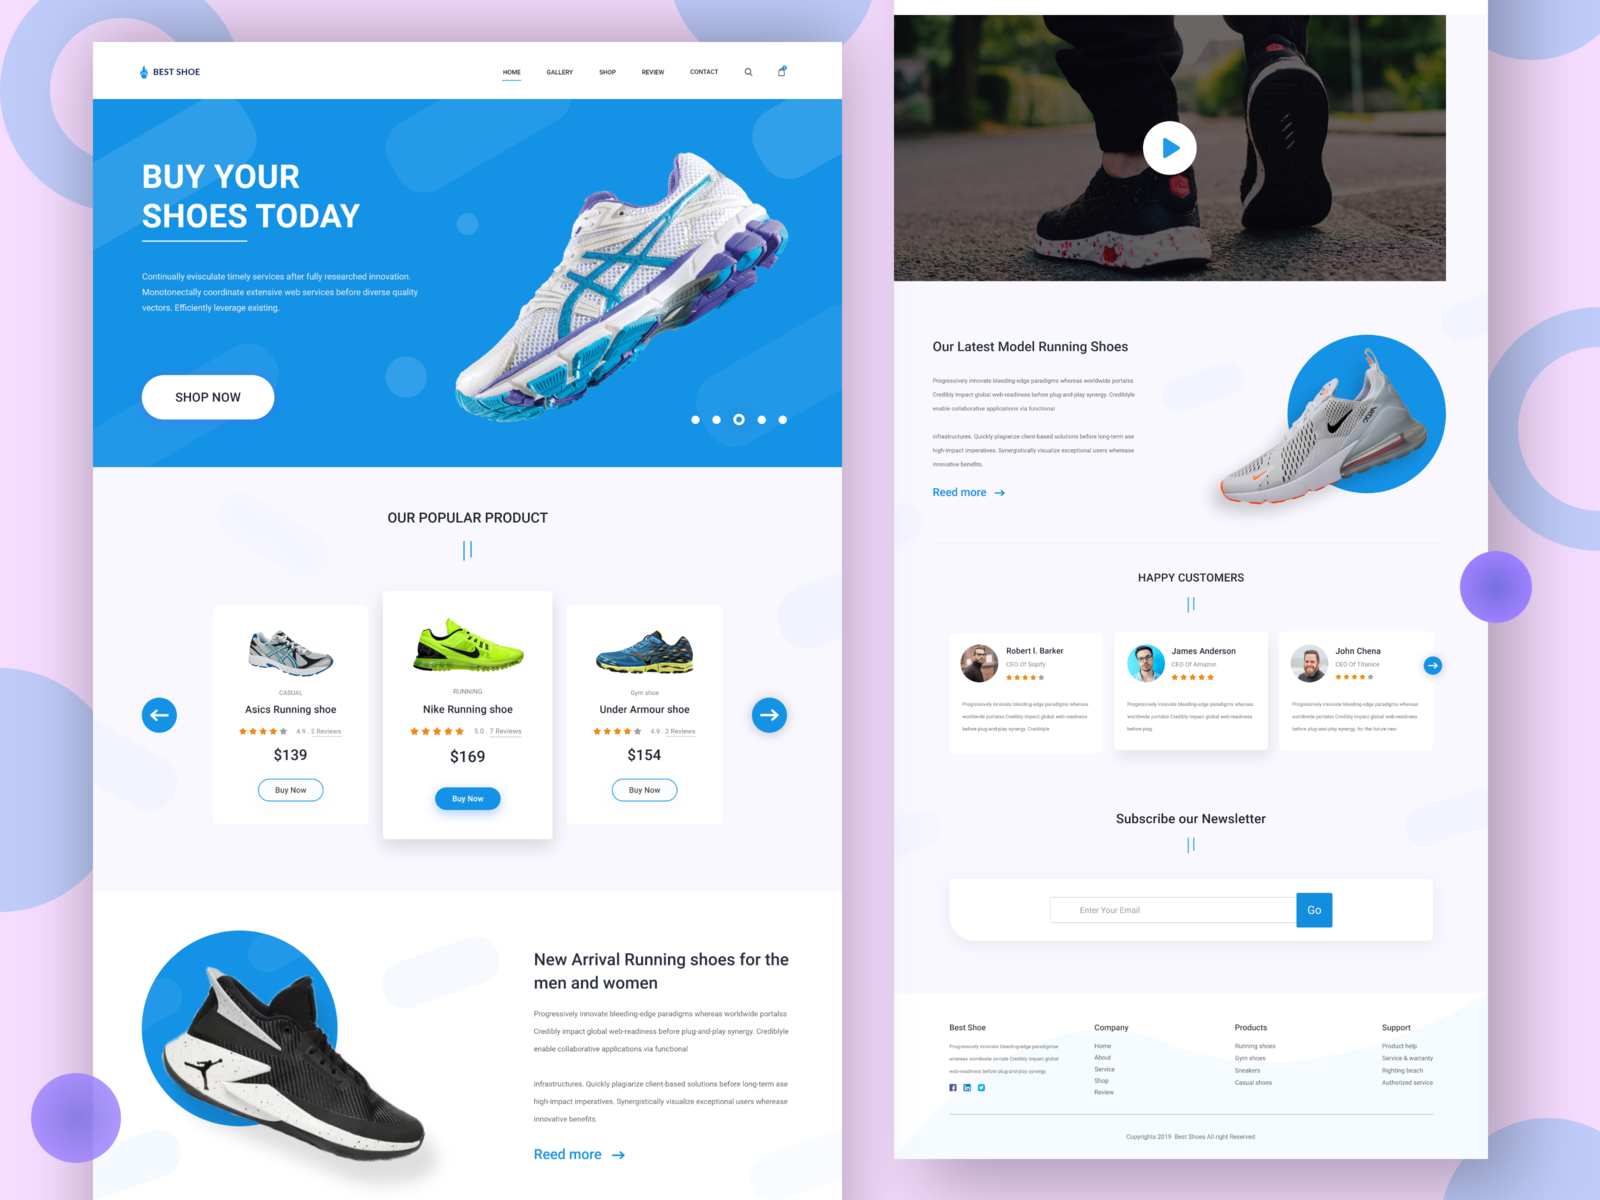 BEST SHOE
HOME GALLERY SHOP REVIEW CONTACT
BUY YOUR
SHOES TODAY
Continually evisculate timely services after fully researched innovation.
Monotonectally coordinate extensive web services before diverse quality
vectors. Efficiently leverage existing.
SHOP NOW
OUR POPULAR PRODUCT
CASUAL
Asics Running shoe
4.9 . 2 Reviews
$139
Buy Now
RUNNING
Nike Running shoe
5.0 . 7 Reviews
$169
Buy Now
Gym shoe
Under Armour shoe
4.9 . 2 Reviews
$154
Buy Now
New Arrival Running shoes for the
men and women
Progressively innovate bleeding-edge paradigms whereas worldwide portalss
Credibly impact global web-readiness before plug-and-play synergy. Crediblyle
enable collaborative applications via functional
infrastructures. Quickly plagiarize client-based solutions before long-term ase
high-impact imperatives. Synergistically visualize exceptional users wherease
innovative benefits.
Reed more
Our Latest Model Running Shoes
Progressively innovate bleeding-edge paradigms whereas worldwide portalss
Credibly impact global web-readiness before plug-and-play synergy. Crediblyle
enable collaborative applications via functional
infrastructures. Quickly plagiarize client-based solutions before long-term ase
high-impact imperatives. Synergistically visualize exceptional users wherease
innovative benefits.
Reed more
HAPPY CUSTOMERS
Robert I. Barker
CEO Of Sopify
Progressively innovate bleeding-edge paradigms whereas
worldwide portalss Credibly impact global web-readiness
before plug-and-play synergy. Crediblyle
James Anderson
CEO Of Amazon
Progressively innovate bleeding-edge paradigms whereas
worldwide portalss Credibly impact global web-readiness
before plug
John Chena
CEO Of Titanice
Progressively innovate bleeding-edge paradigms whereas
worldwide portalss Credibly impact global web-readiness
before plug-and-play synergy. for the future new
Subscribe our Newsletter
Enter Your Email
Go
Best Shoe
Progressively innovate bleeding-edge paradigmse
whereas worldwide portals Credibly impact global
web-readiness before plug-and-play synergy.
Company
Home
About
Service
Shop
Review
Products
Running shoes
Gym shoes
Sneakers
Casual shoes
Support
Product help
Service & warranty
Righting beach
Authorized service
Copyrights 2019 Best Shoes All right Reserved